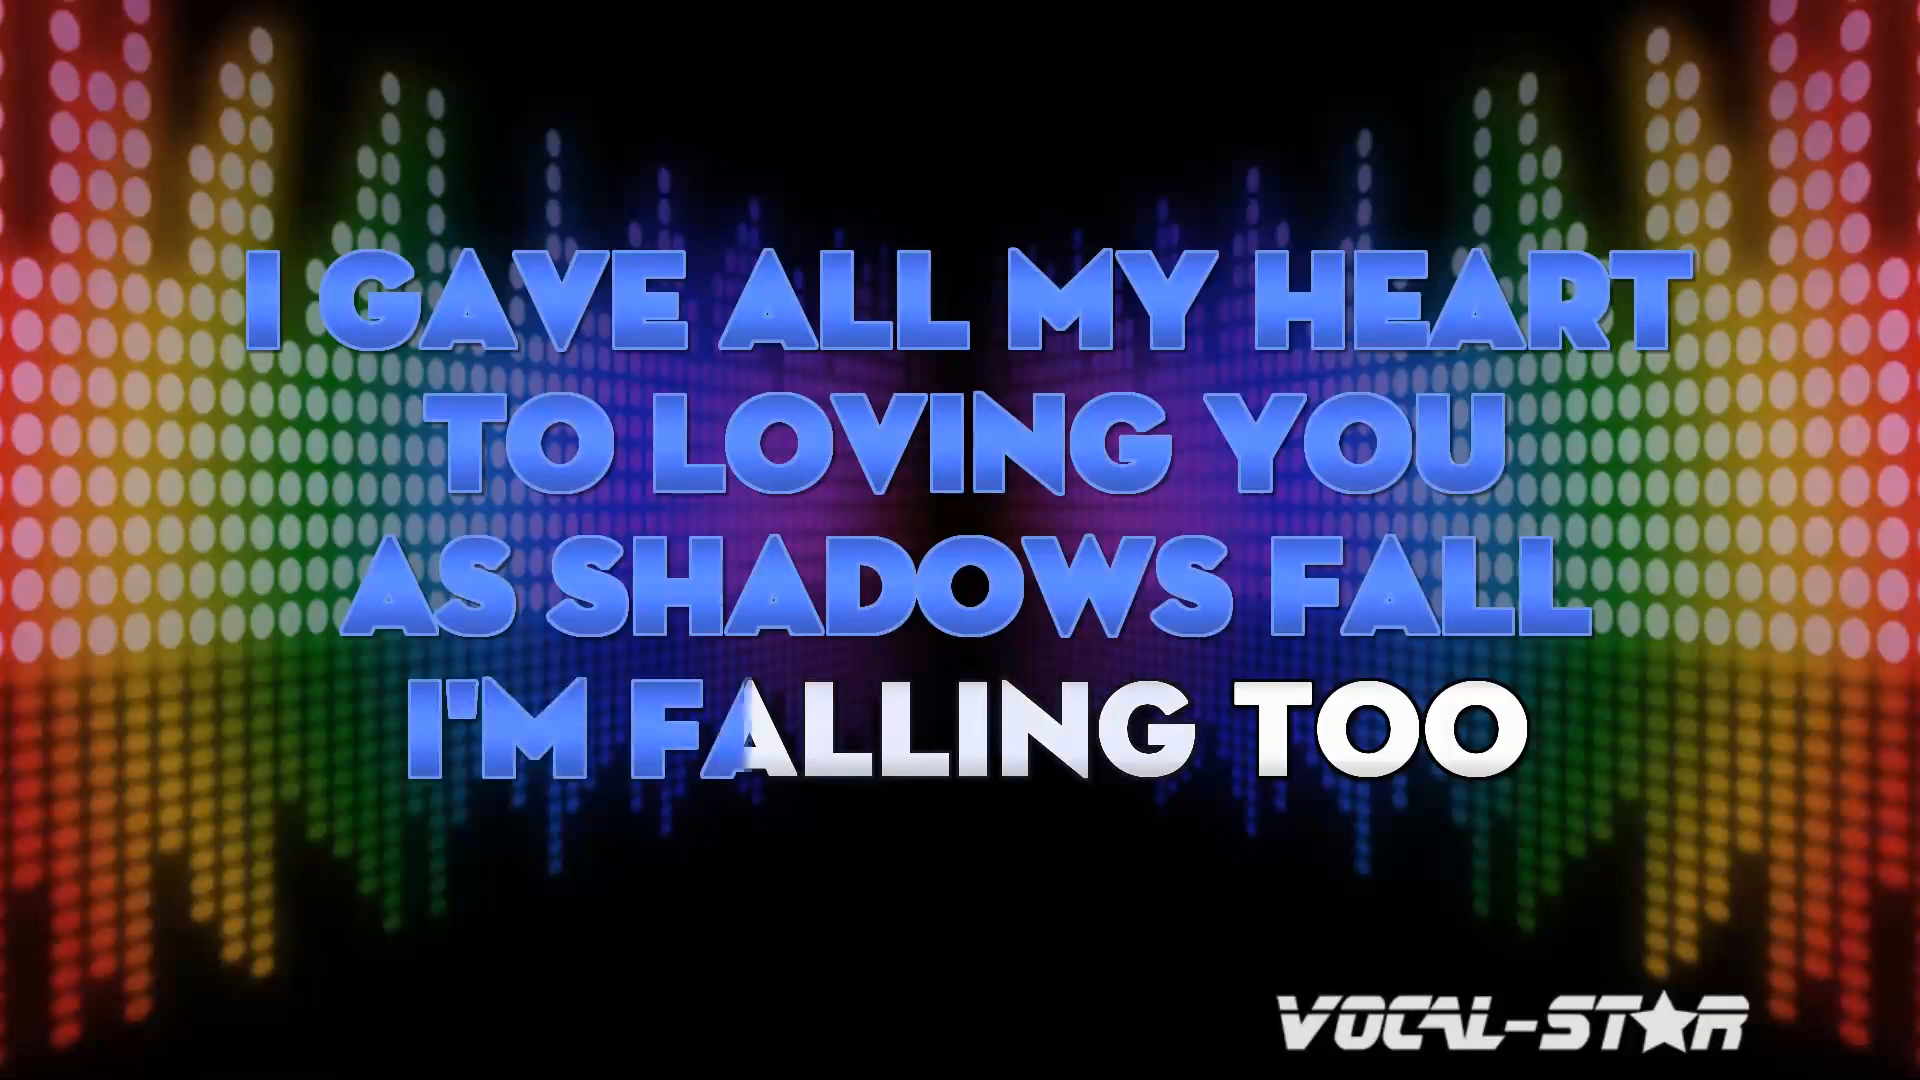 I GAVE ALL MY HEART
TO LOVING YOU
AS SHADOWS FALL
I'M FALLING TOO
VOCAL-STAR